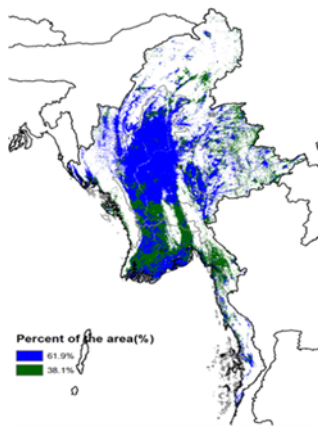 Percent of the area(%)
61.9%
38.1%